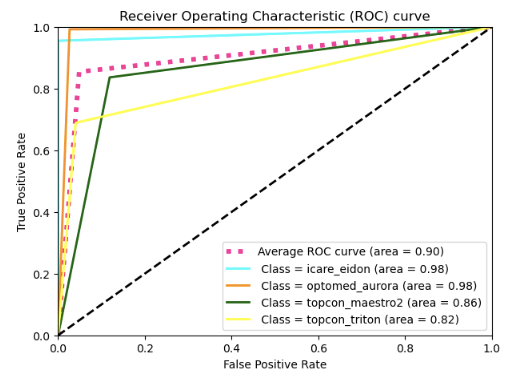 Receiver Operating Characteristic (ROC) curve
1.0
0.8
0.6
0.4
0.2
0.0
True Positive Rate
Average ROC curve (area = 0.90)
Class = icare_eidon (area = 0.98)
Class = optomed_aurora (area = 0.98)
Class = topcon_maestro2 (area = 0.86)
Class = topcon_triton (area = 0.82)
0.0 0.2 0.4 0.6 0.8 1.0
False Positive Rate